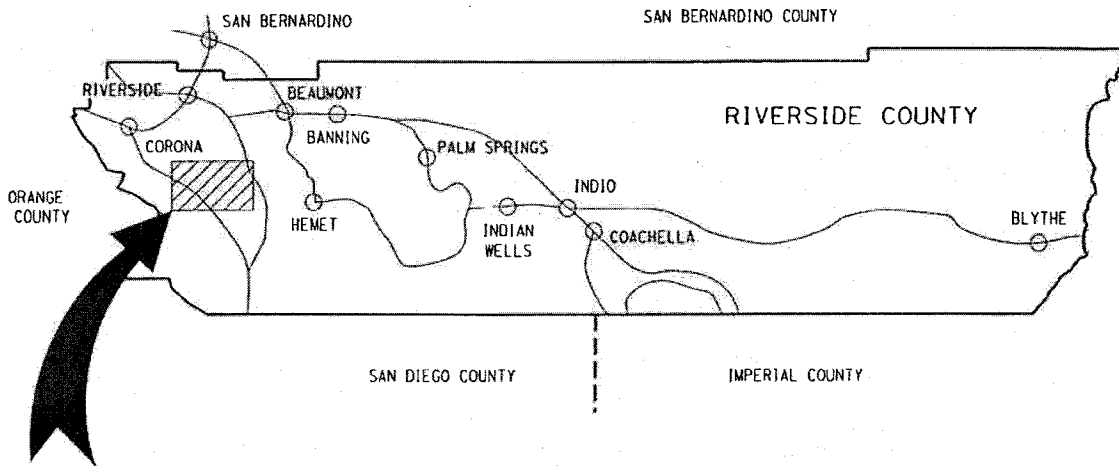 SAN BERNARDINO
SAN BERNARDINO COUNTY
RIVERSIDE
BEAUMONT
RIVERSIDE COUNTY
BANNING
CORONA
PALM SPRINGS
ORANGE
COUNTY
INDIO
HEMET
INDIAN
WELLS
COACHELLA
BLYTHE
SAN DIEGO COUNTY
IMPERIAL COUNTY